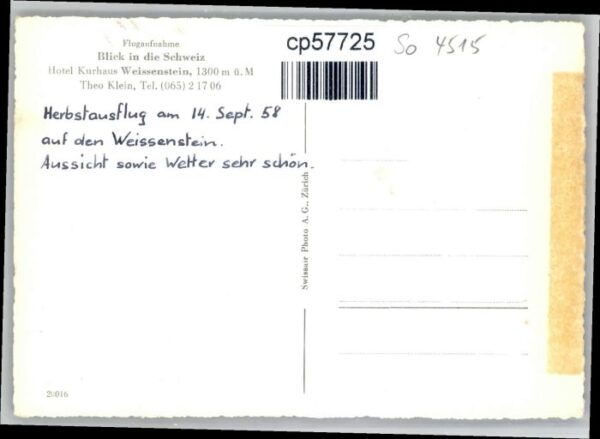 Flugaufnahme
Blick in die Schweiz
Hotel Kurhaus Weissenstein, 1300 m ü. M
Theo Klein, Tel. (065) 2 17 06
cp57725
So 4515
Herbstausflug am 14. Sept. 58
auf den Weissenstein.
Aussicht sowie Wetter sehr schön.
Swissair Photo A. G., Zürich
20016